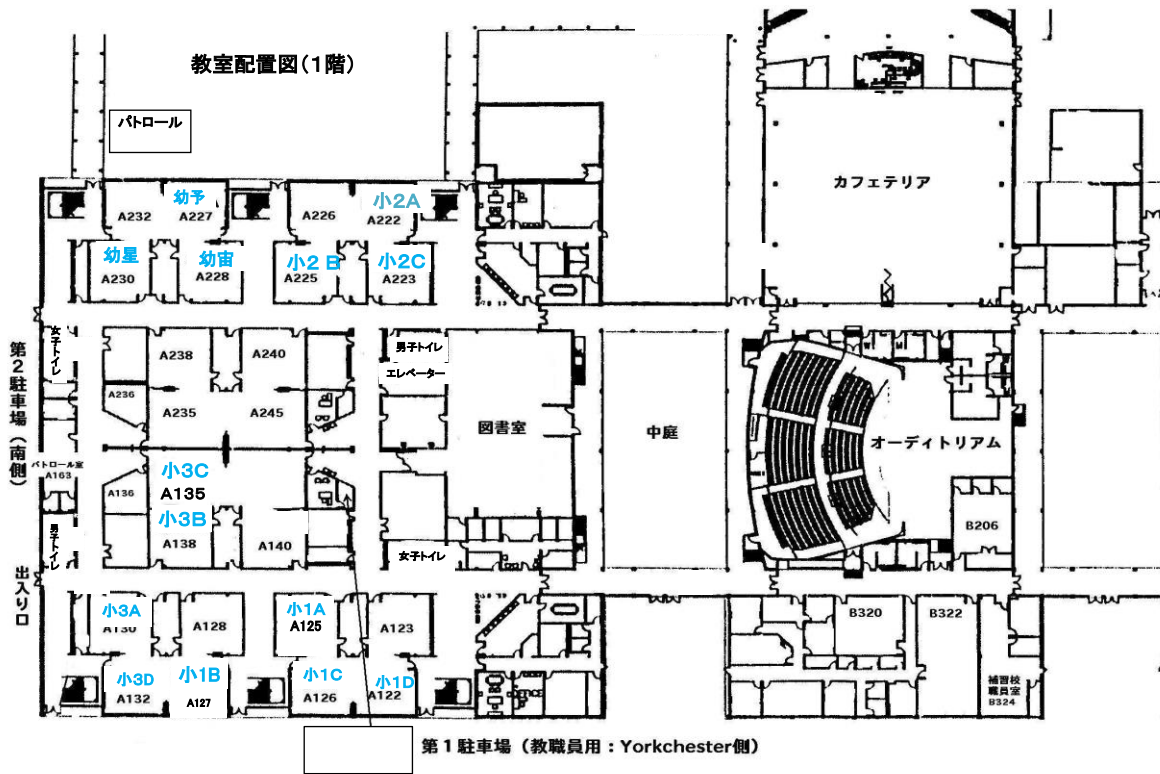 教室配置図(1階)
パトロール
カフェテリア
幼予
小2A
A232
A227
A226
A222
幼星
幼宙
小2 B
小2C
A230
A228
A225
A223
女子トイレ
第2駐車場(南側)
A238
A240
男子トイレ
エレベーター
A236
A235
A245
図書室
中庭
オーディトリアム
パトロール室
A163
小3C
A135
A136
小3B
A138
A140
男子トイレ
女子トイレ
B206
出入り口
小3A
A130
A128
小1A
A125
A123
B320
B322
小3D
A132
小1B
A127
小1C
A126
小1D
A122
補習校
職員室
B324
第1駐車場(教職員用:Yorkchester側)